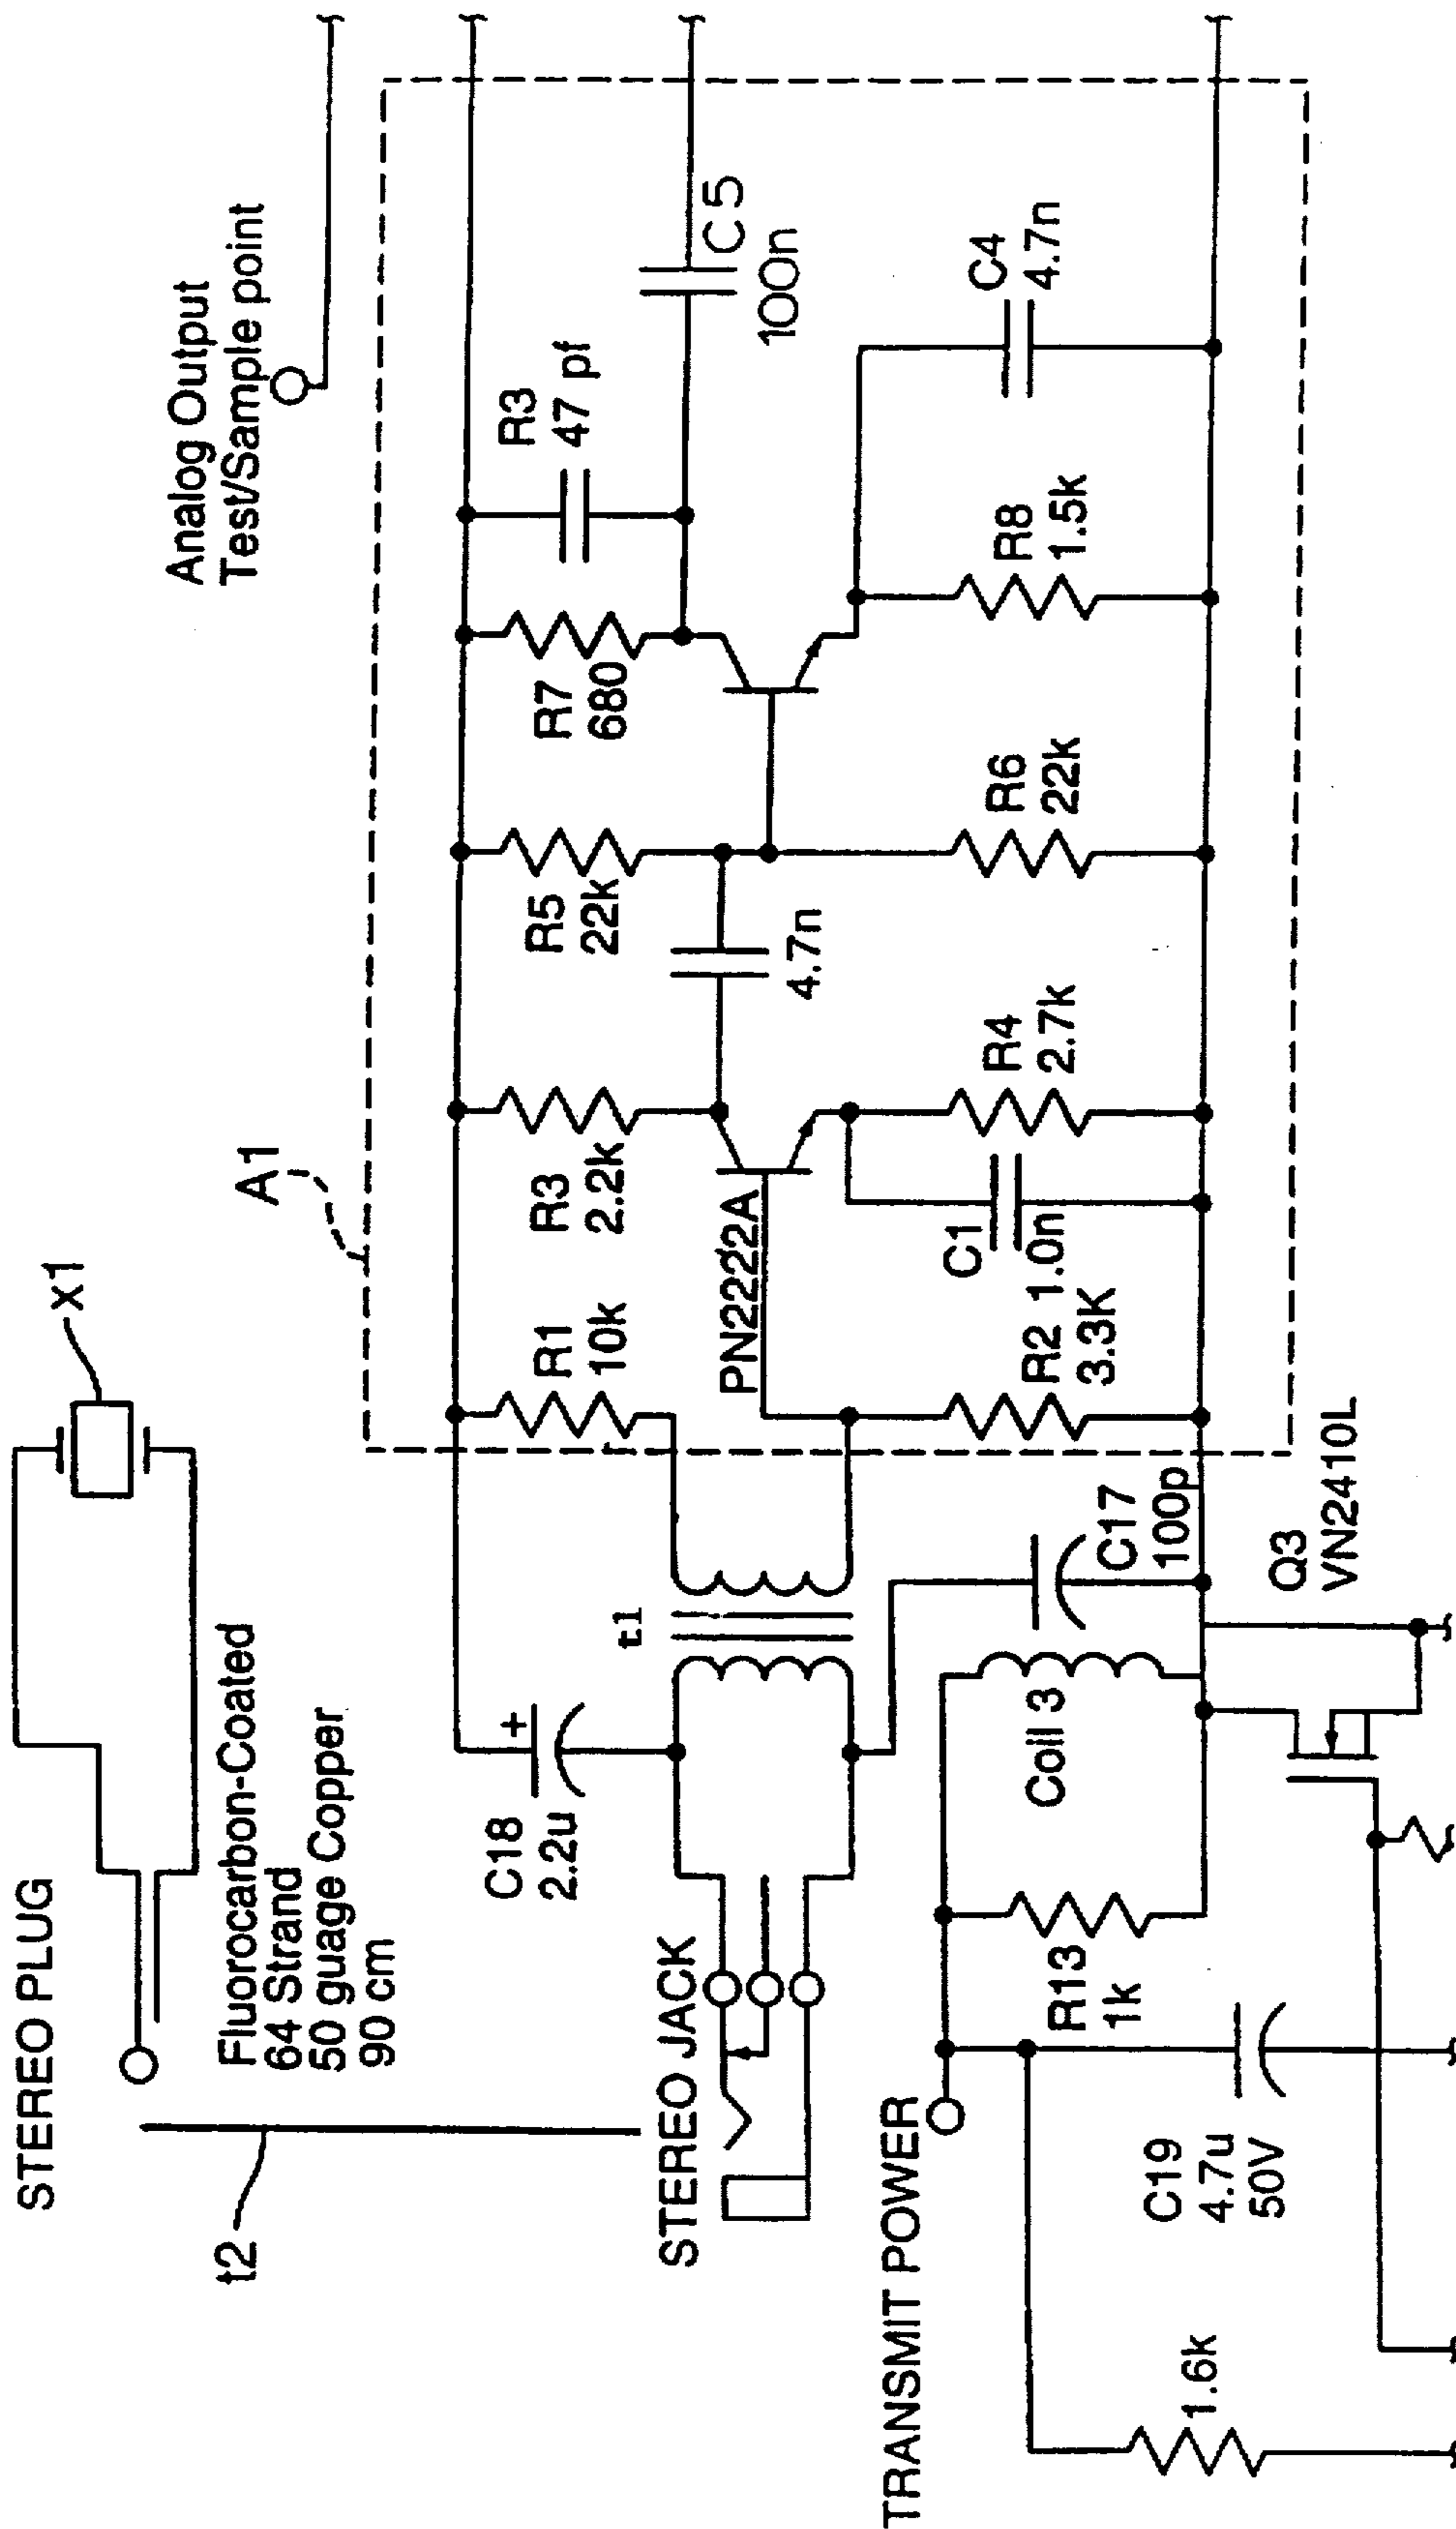 STEREO PLUG
x1
t2
Fluorocarbon-Coated
64 Strand
50 guage Copper
90 cm
A1
Analog Output
Test/Sample point
C18
2.2u
+
t1
STEREO JACK
R1
10k
R3
2.2k
R5
22k
R7
680
R3
47 pf
C5
100n
PN2222A
4.7n
R2
3.3K
C1
1.0n
R4
2.7k
R6
22k
R8
1.5k
C4
4.7n
C17
100p
Coil 3
R13
1k
TRANSMIT POWER
Q3
VN2410L
C19
4.7u
50V
1.6k